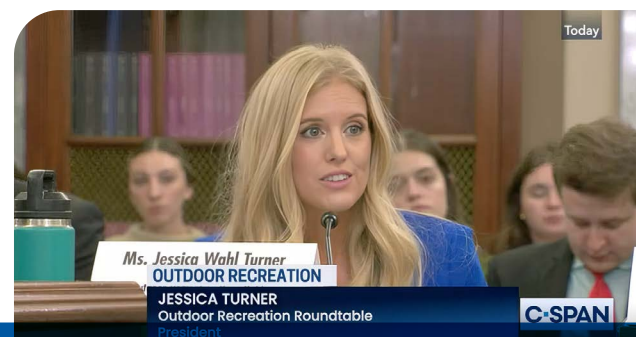 Today
Ms. Jessica Wahl Turner
OUTDOOR RECREATION
JESSICA TURNER
Outdoor Recreation Roundtable
President
C-SPAN